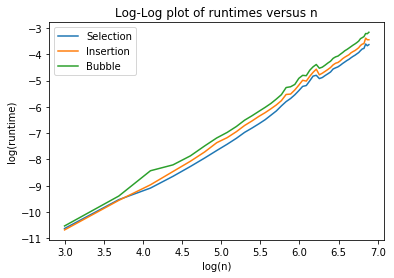 Log-Log plot of runtimes versus n
Selection
Insertion
Bubble
log(runtime)
−3
−4
−5
−6
−7
−8
−9
−10
−11
3.0 3.5 4.0 4.5 5.0 5.5 6.0 6.5 7.0
log(n)